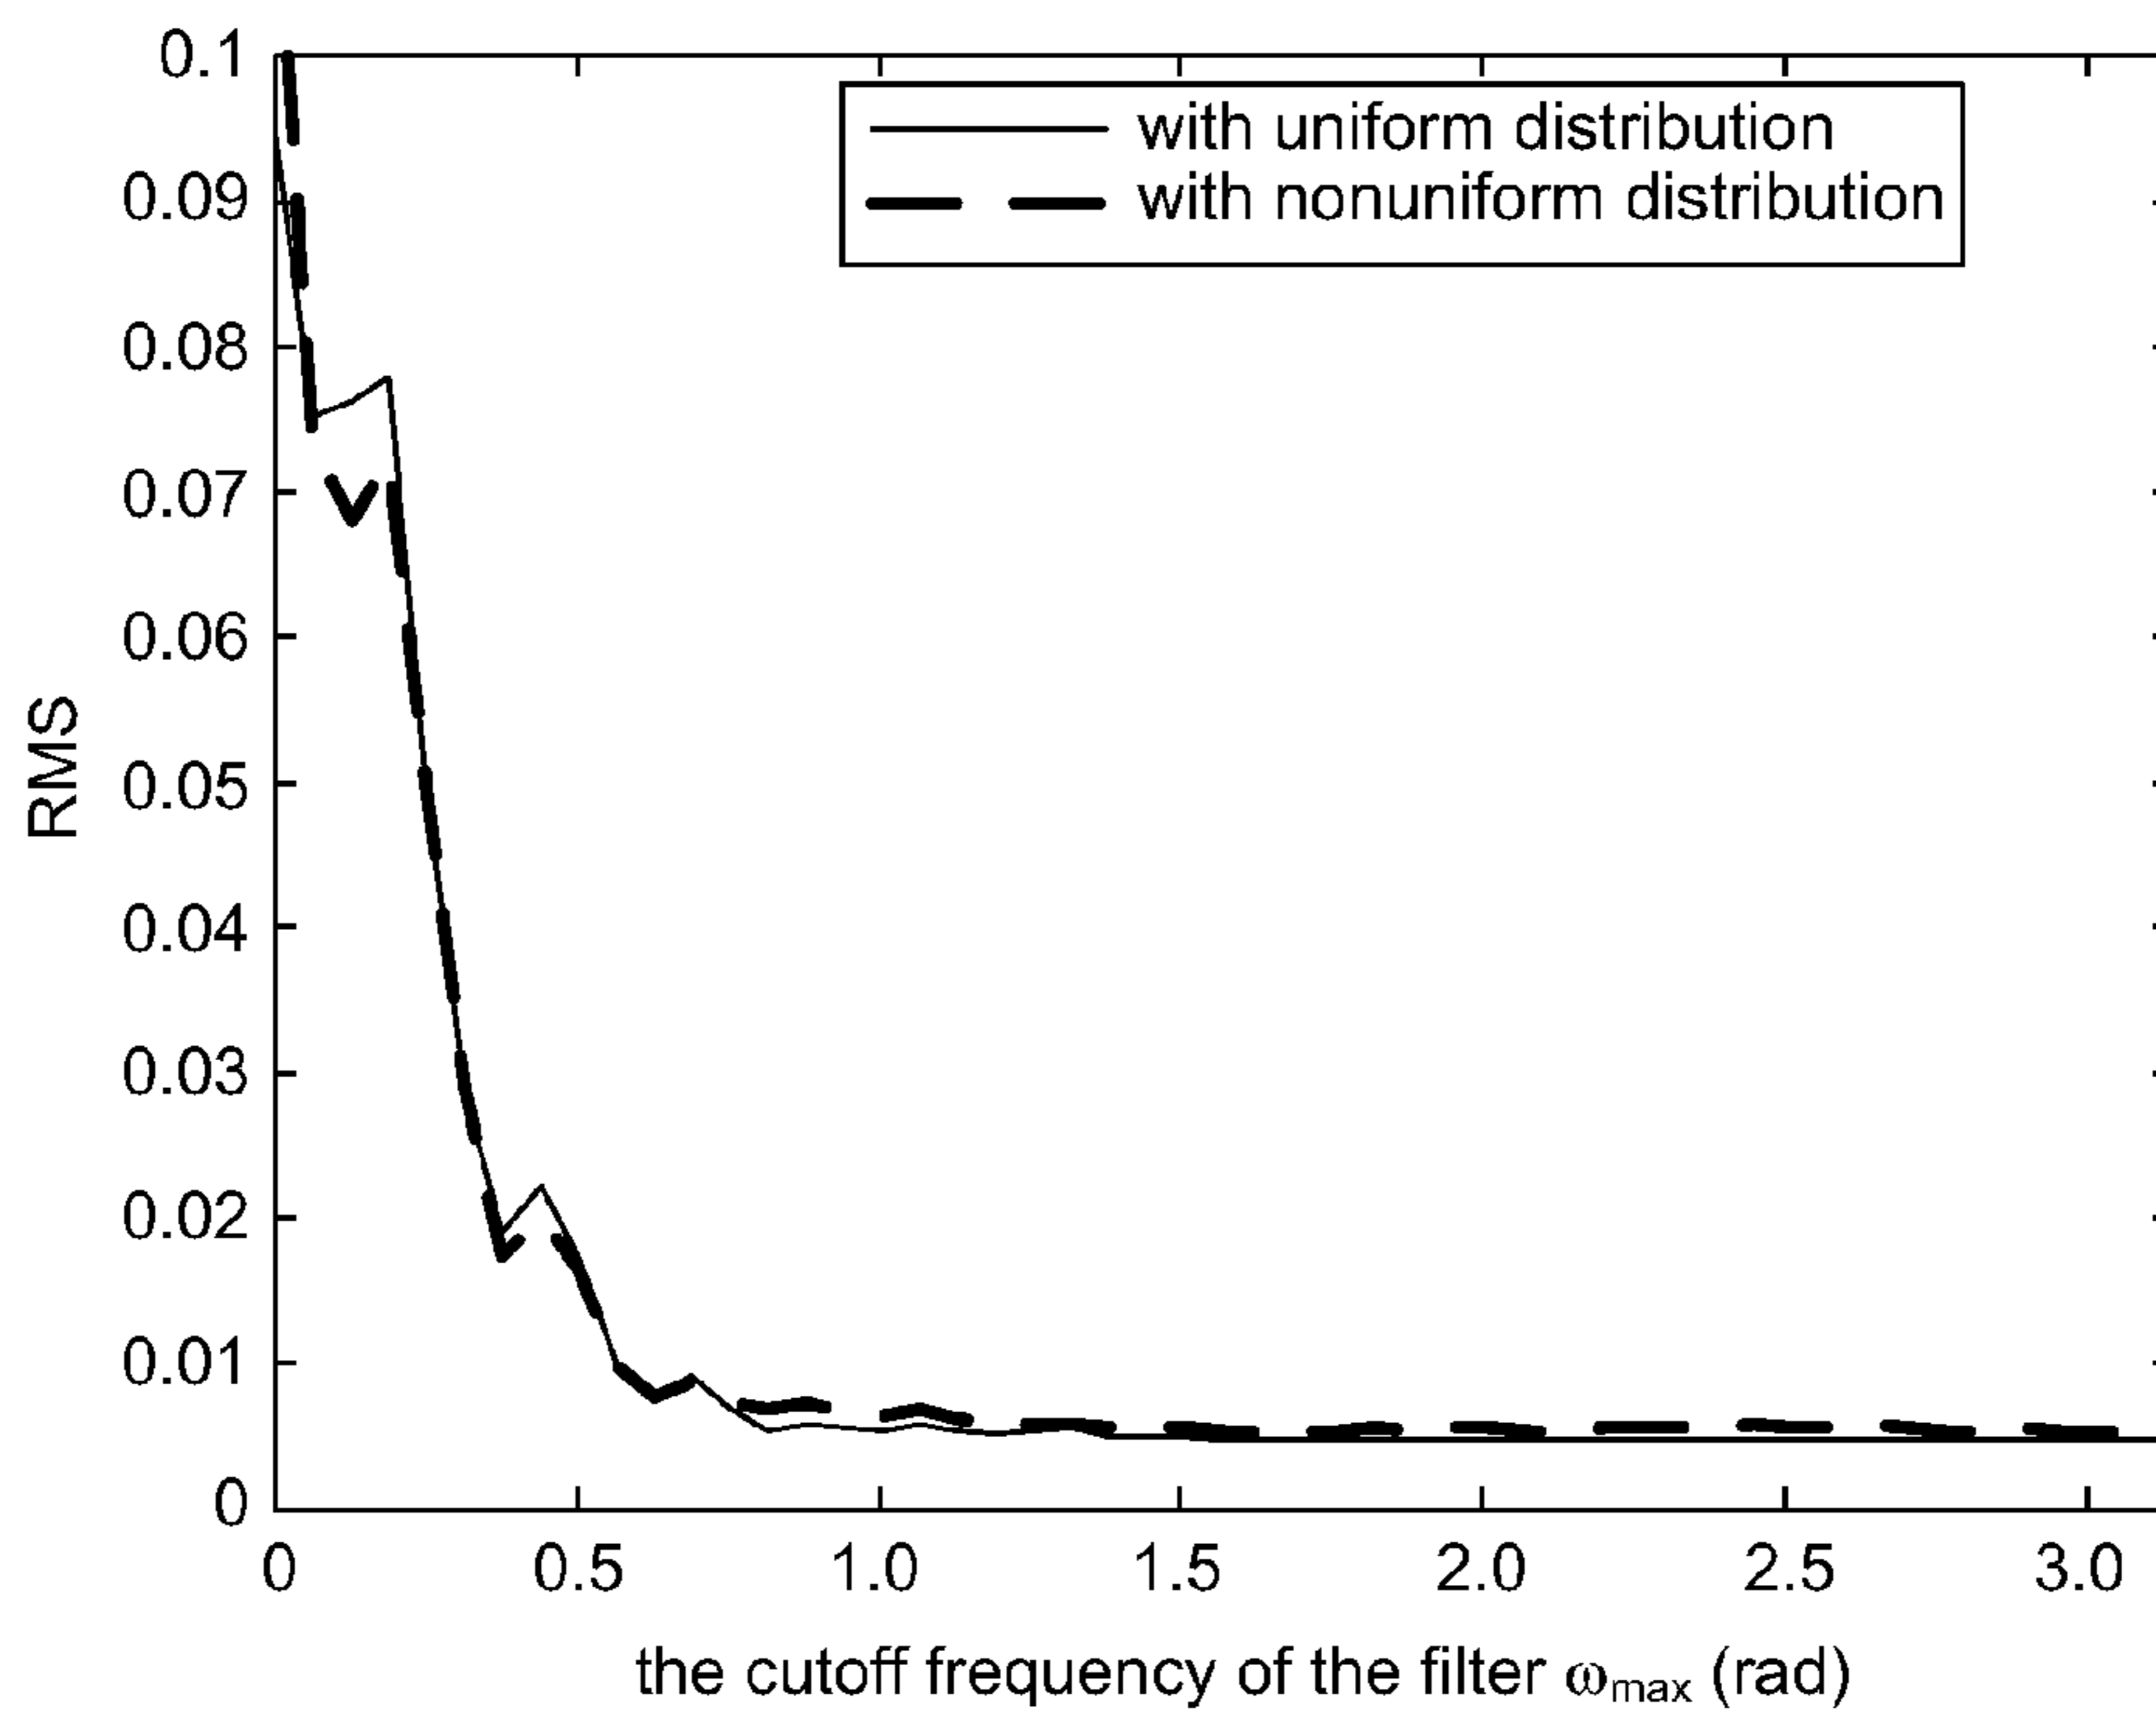 0.1
0.09
0.08
0.07
0.06
0.05
0.04
0.03
0.02
0.01
0
RMS
with uniform distribution
with nonuniform distribution
0 0.5 1.0 1.5 2.0 2.5 3.0
the cutoff frequency of the filter ωmax (rad)